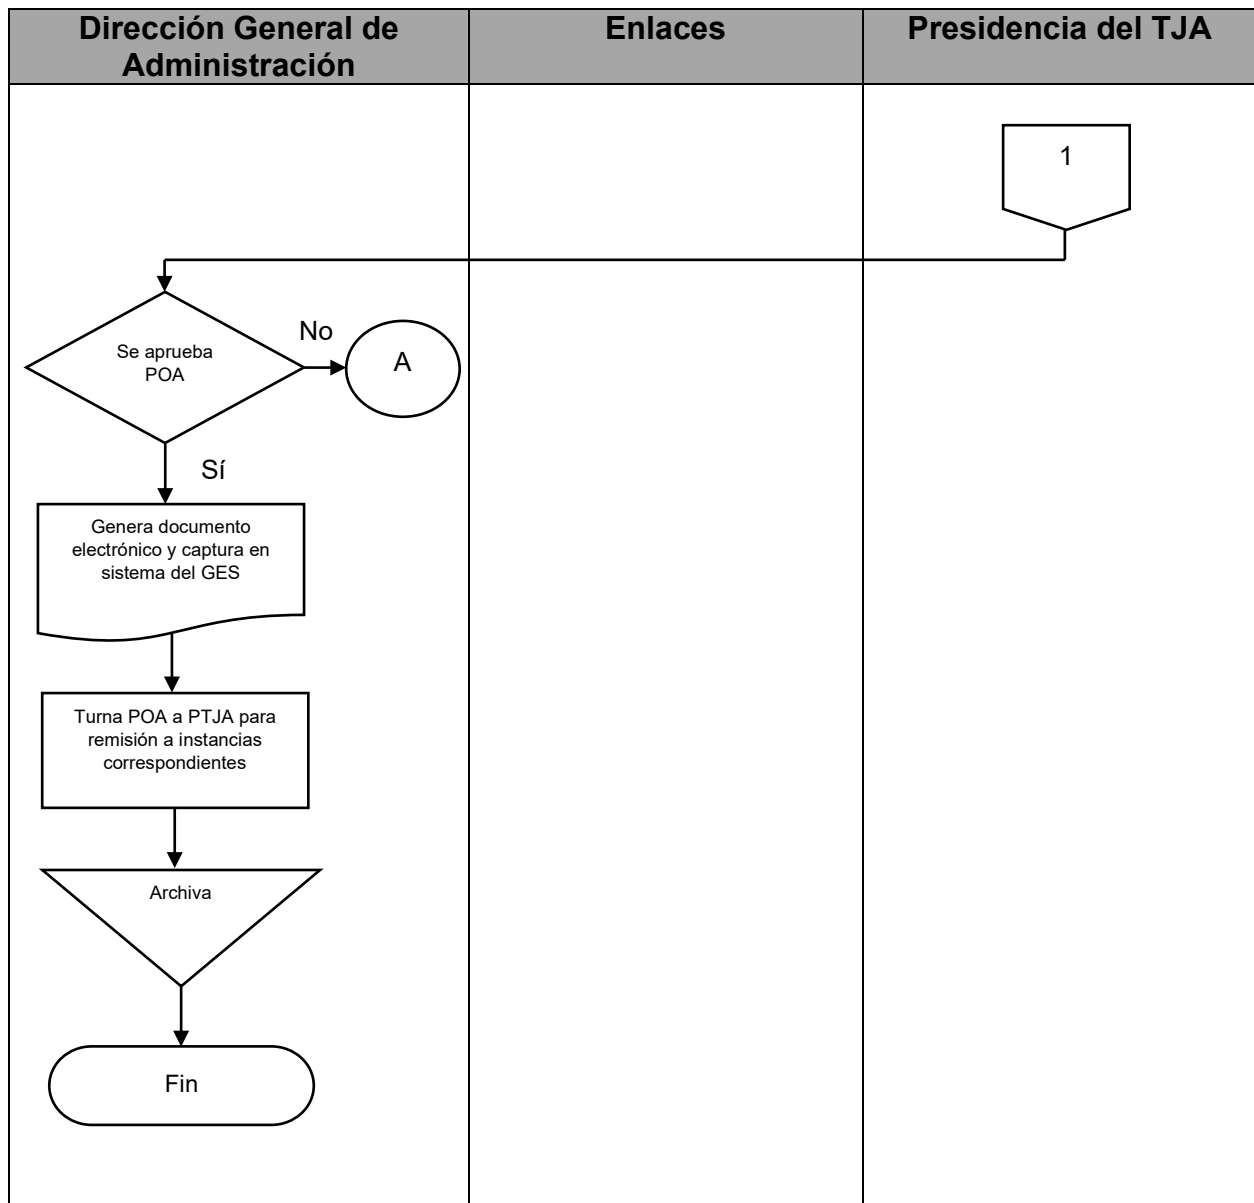 Dirección General de
Administración
Enlaces
Presidencia del TJA
1
Se aprueba
POA
No
A
Sí
Genera documento
electrónico y captura en
sistema del GES
Turna POA a PTJA para
remisión a instancias
correspondientes
Archiva
Fin